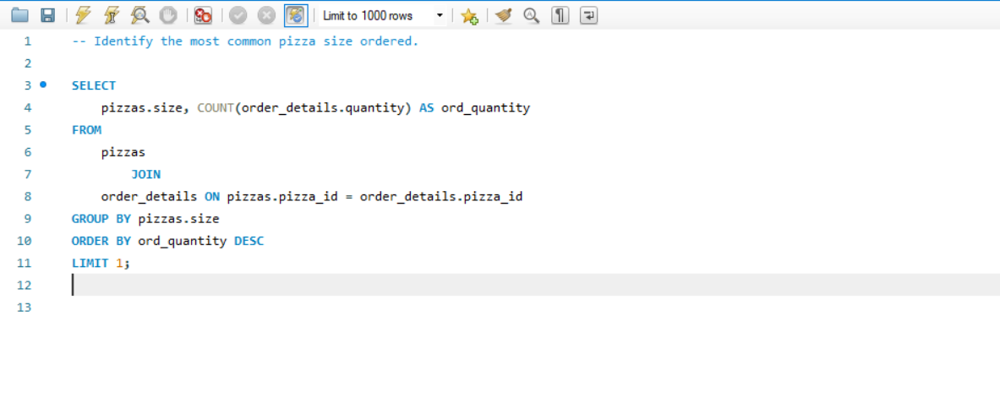 Limit to 1000 rows
1 -- Identify the most common pizza size ordered.
2
3 SELECT
4 pizzas.size, COUNT(order_details.quantity) AS ord_quantity
5 FROM
6 pizzas
7 JOIN
8 order_details ON pizzas.pizza_id = order_details.pizza_id
9 GROUP BY pizzas.size
10 ORDER BY ord_quantity DESC
11 LIMIT 1;
12
13